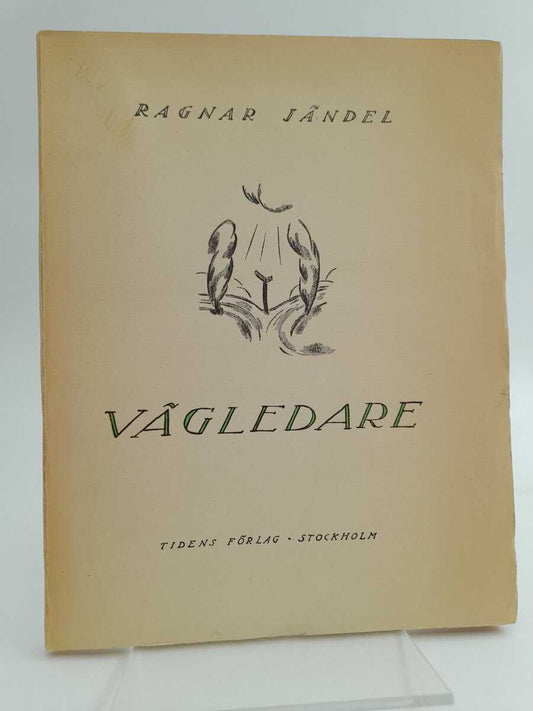 RAGNAR JÄNDEL
VÄGLEDARE
TIDENS FÖRLAG · STOCKHOLM